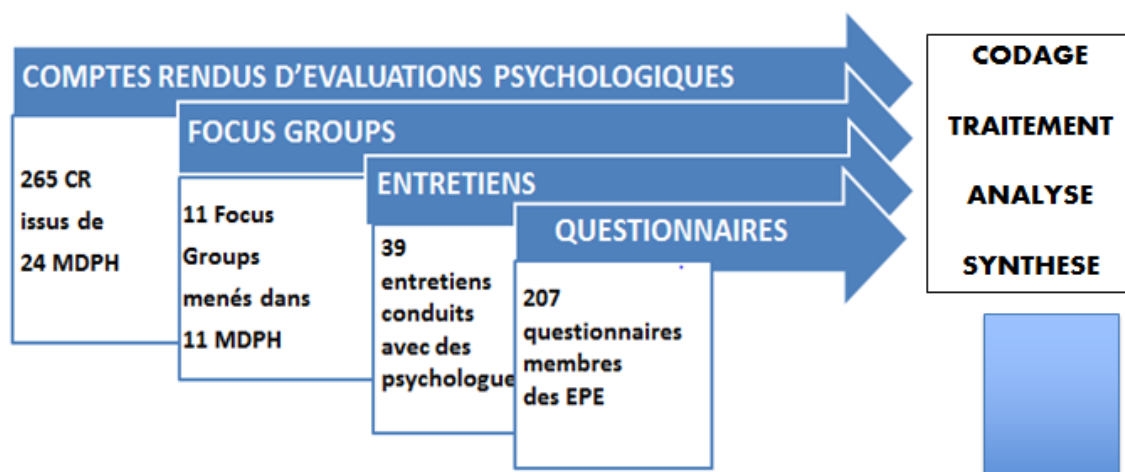 COMPTES RENDUS D'EVALUATIONS PSYCHOLOGIQUES
265 CR
issus de
24 MDPH
FOCUS GROUPS
11 Focus
Groups
menés dans
11 MDPH
ENTRETIENS
39
entretiens
conduits
avec des
psychologue
QUESTIONNAIRES
207
questionnaires
membres
des EPE
CODAGE
TRAITEMENT
ANALYSE
SYNTHESE